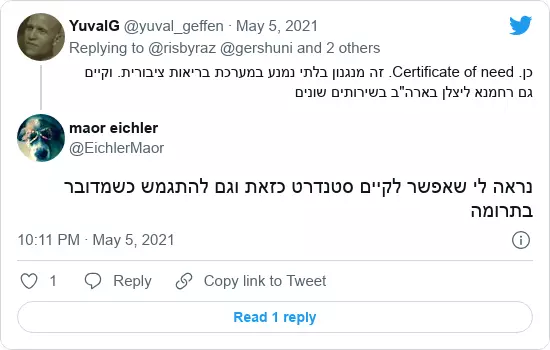 YuvalG @yuval_geffen · May 5, 2021
Replying to @risbyraz @gershuni and 2 others
כן. Certificate of need. זה מנגנון בלתי נמנע במערכת בריאות ציבורית. וקיים
גם רחמנא ליצלן בארה"ב בשירותים שונים
maor eichler
@EichlerMaor
נראה לי שאפשר לקיים סטנדרט כזאת וגם להתגמש כשמדובר
בתרומה
10:11 PM · May 5, 2021
1 Reply Copy link to Tweet
Read 1 reply